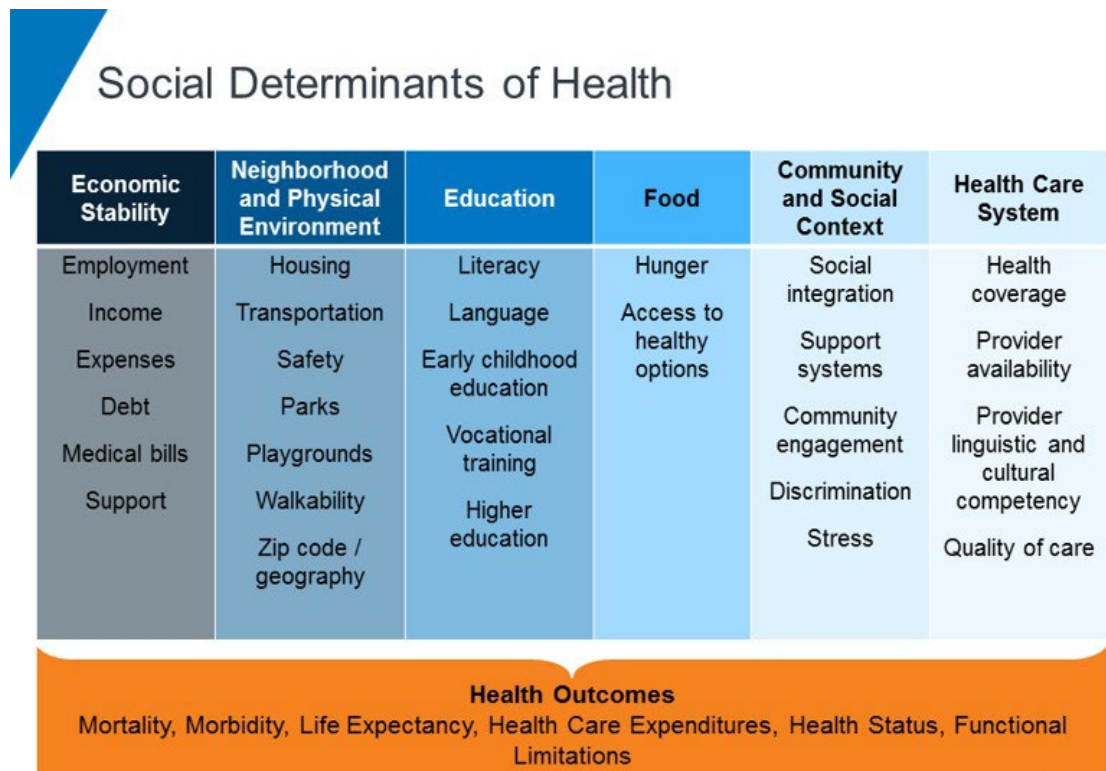 Social Determinants of Health
Economic
Stability
Neighborhood
and Physical
Environment
Education
Food
Community
and Social
Context
Health Care
System
Employment
Income
Expenses
Debt
Medical bills
Support
Housing
Transportation
Safety
Parks
Playgrounds
Walkability
Zip code /
geography
Literacy
Language
Early childhood
education
Vocational
training
Higher
education
Hunger
Access to
healthy
options
Social
integration
Support
systems
Community
engagement
Discrimination
Stress
Health
coverage
Provider
availability
Provider
linguistic and
cultural
competency
Quality of care
Health Outcomes
Mortality, Morbidity, Life Expectancy, Health Care Expenditures, Health Status, Functional
Limitations